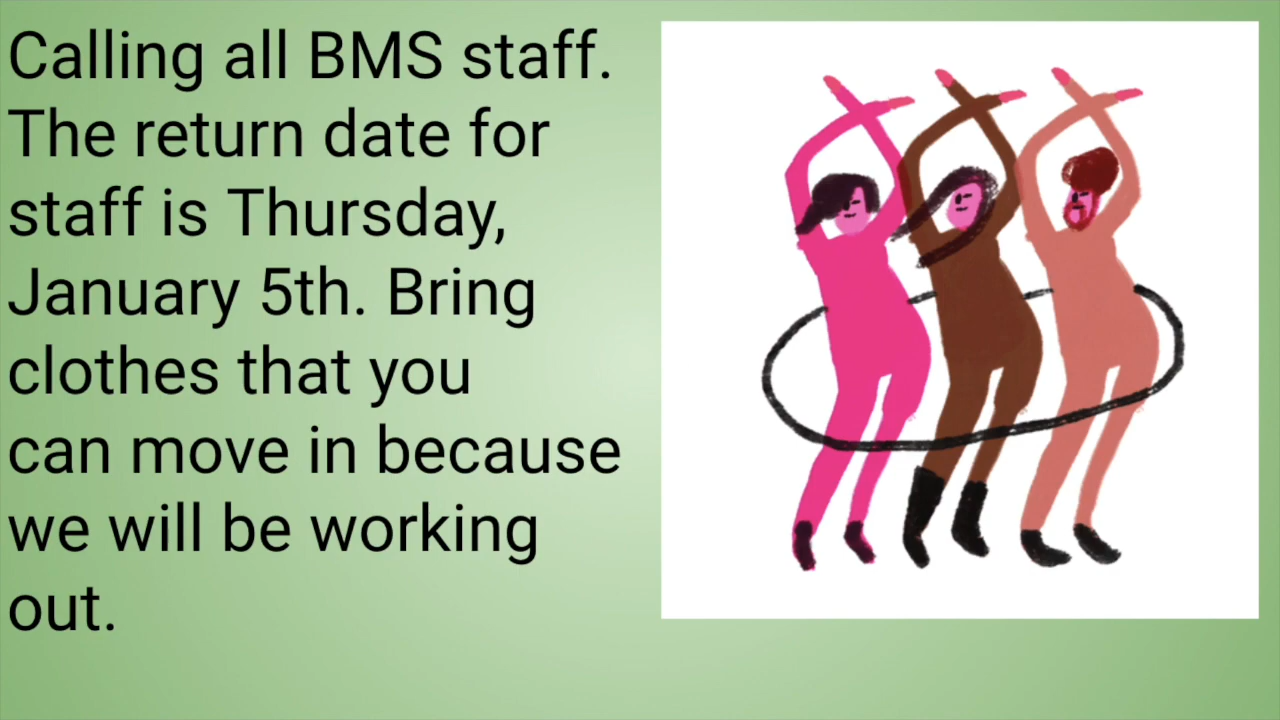 Calling all BMS staff.
The return date for
staff is Thursday,
January 5th. Bring
clothes that you
can move in because
we will be working
out.